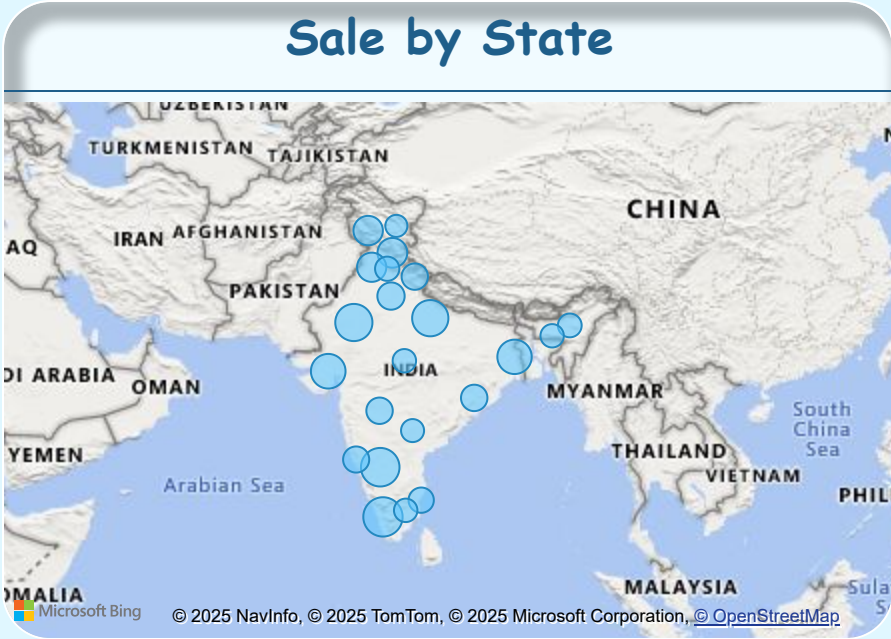 Sale by State
UZBEKISTAN
TURKMENISTAN
TAJIKISTAN
CHINA
IRAN
AFGHANISTAN
AQ
PAKISTAN
DI ARABIA
OMAN
INDIA
MYANMAR
South
China
Sea
YEMEN
THAILAND
VIETNAM
Arabian Sea
PHIL
MALAYSIA
Sula
S
OMALIA
Microsoft Bing
© 2025 NavInfo, © 2025 TomTom, © 2025 Microsoft Corporation, © OpenStreetMap